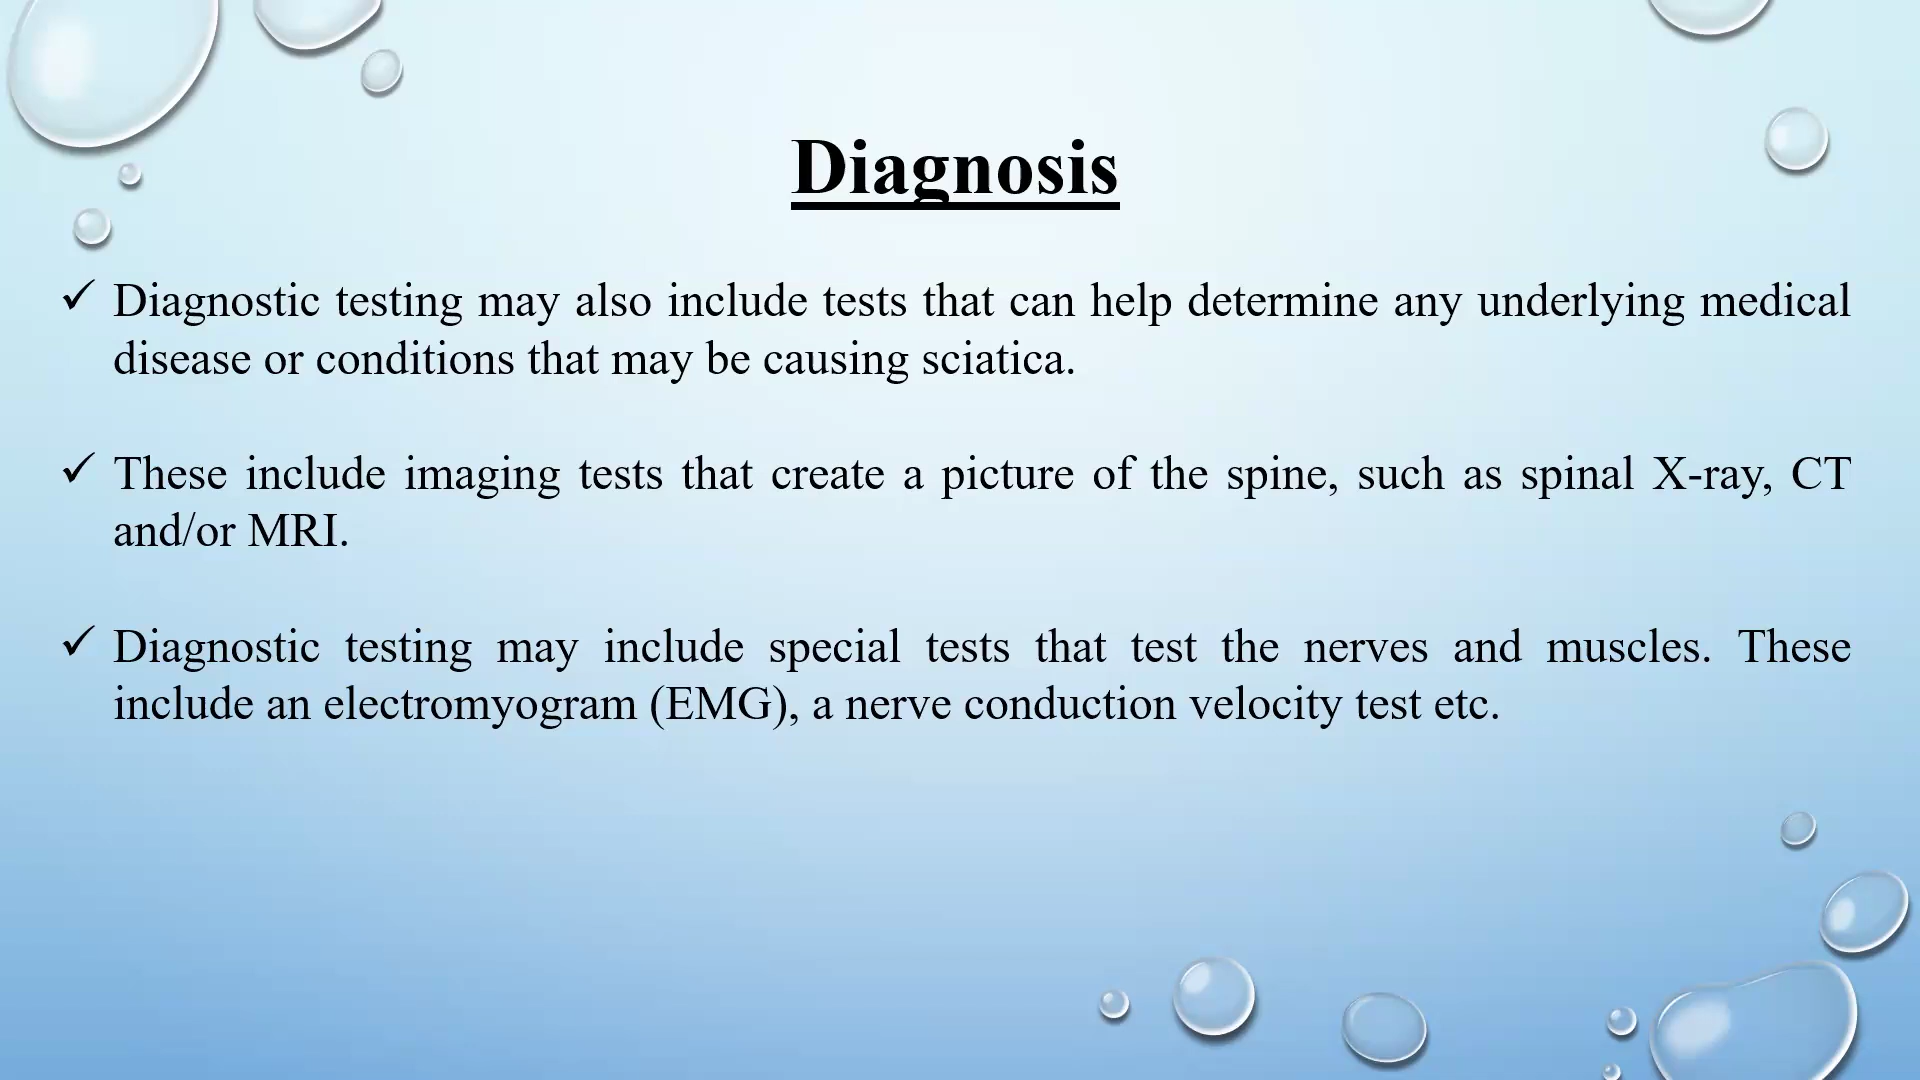 Diagnosis
✓ Diagnostic testing may also include tests that can help determine any underlying medical
disease or conditions that may be causing sciatica.
✓ These include imaging tests that create a picture of the spine, such as spinal X-ray, CT
and/or MRI.
✓ Diagnostic testing may include special tests that test the nerves and muscles. These
include an electromyogram (EMG), a nerve conduction velocity test etc.